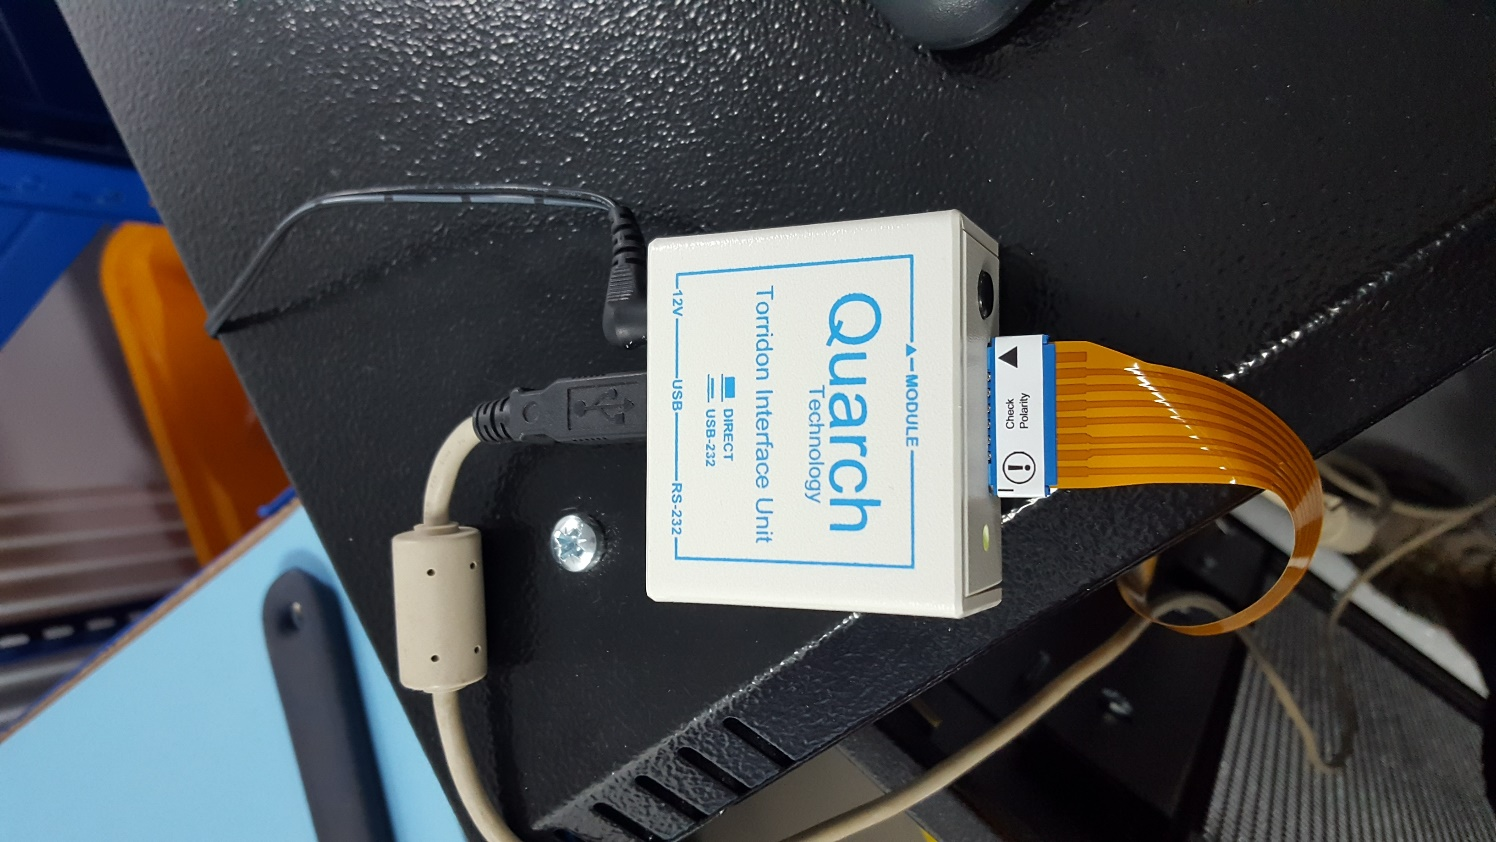 ▲ MODULE
Quarch
Technology
Torridon Interface Unit
DIRECT
USB-232
12V USB RS-232
Check
Polarity